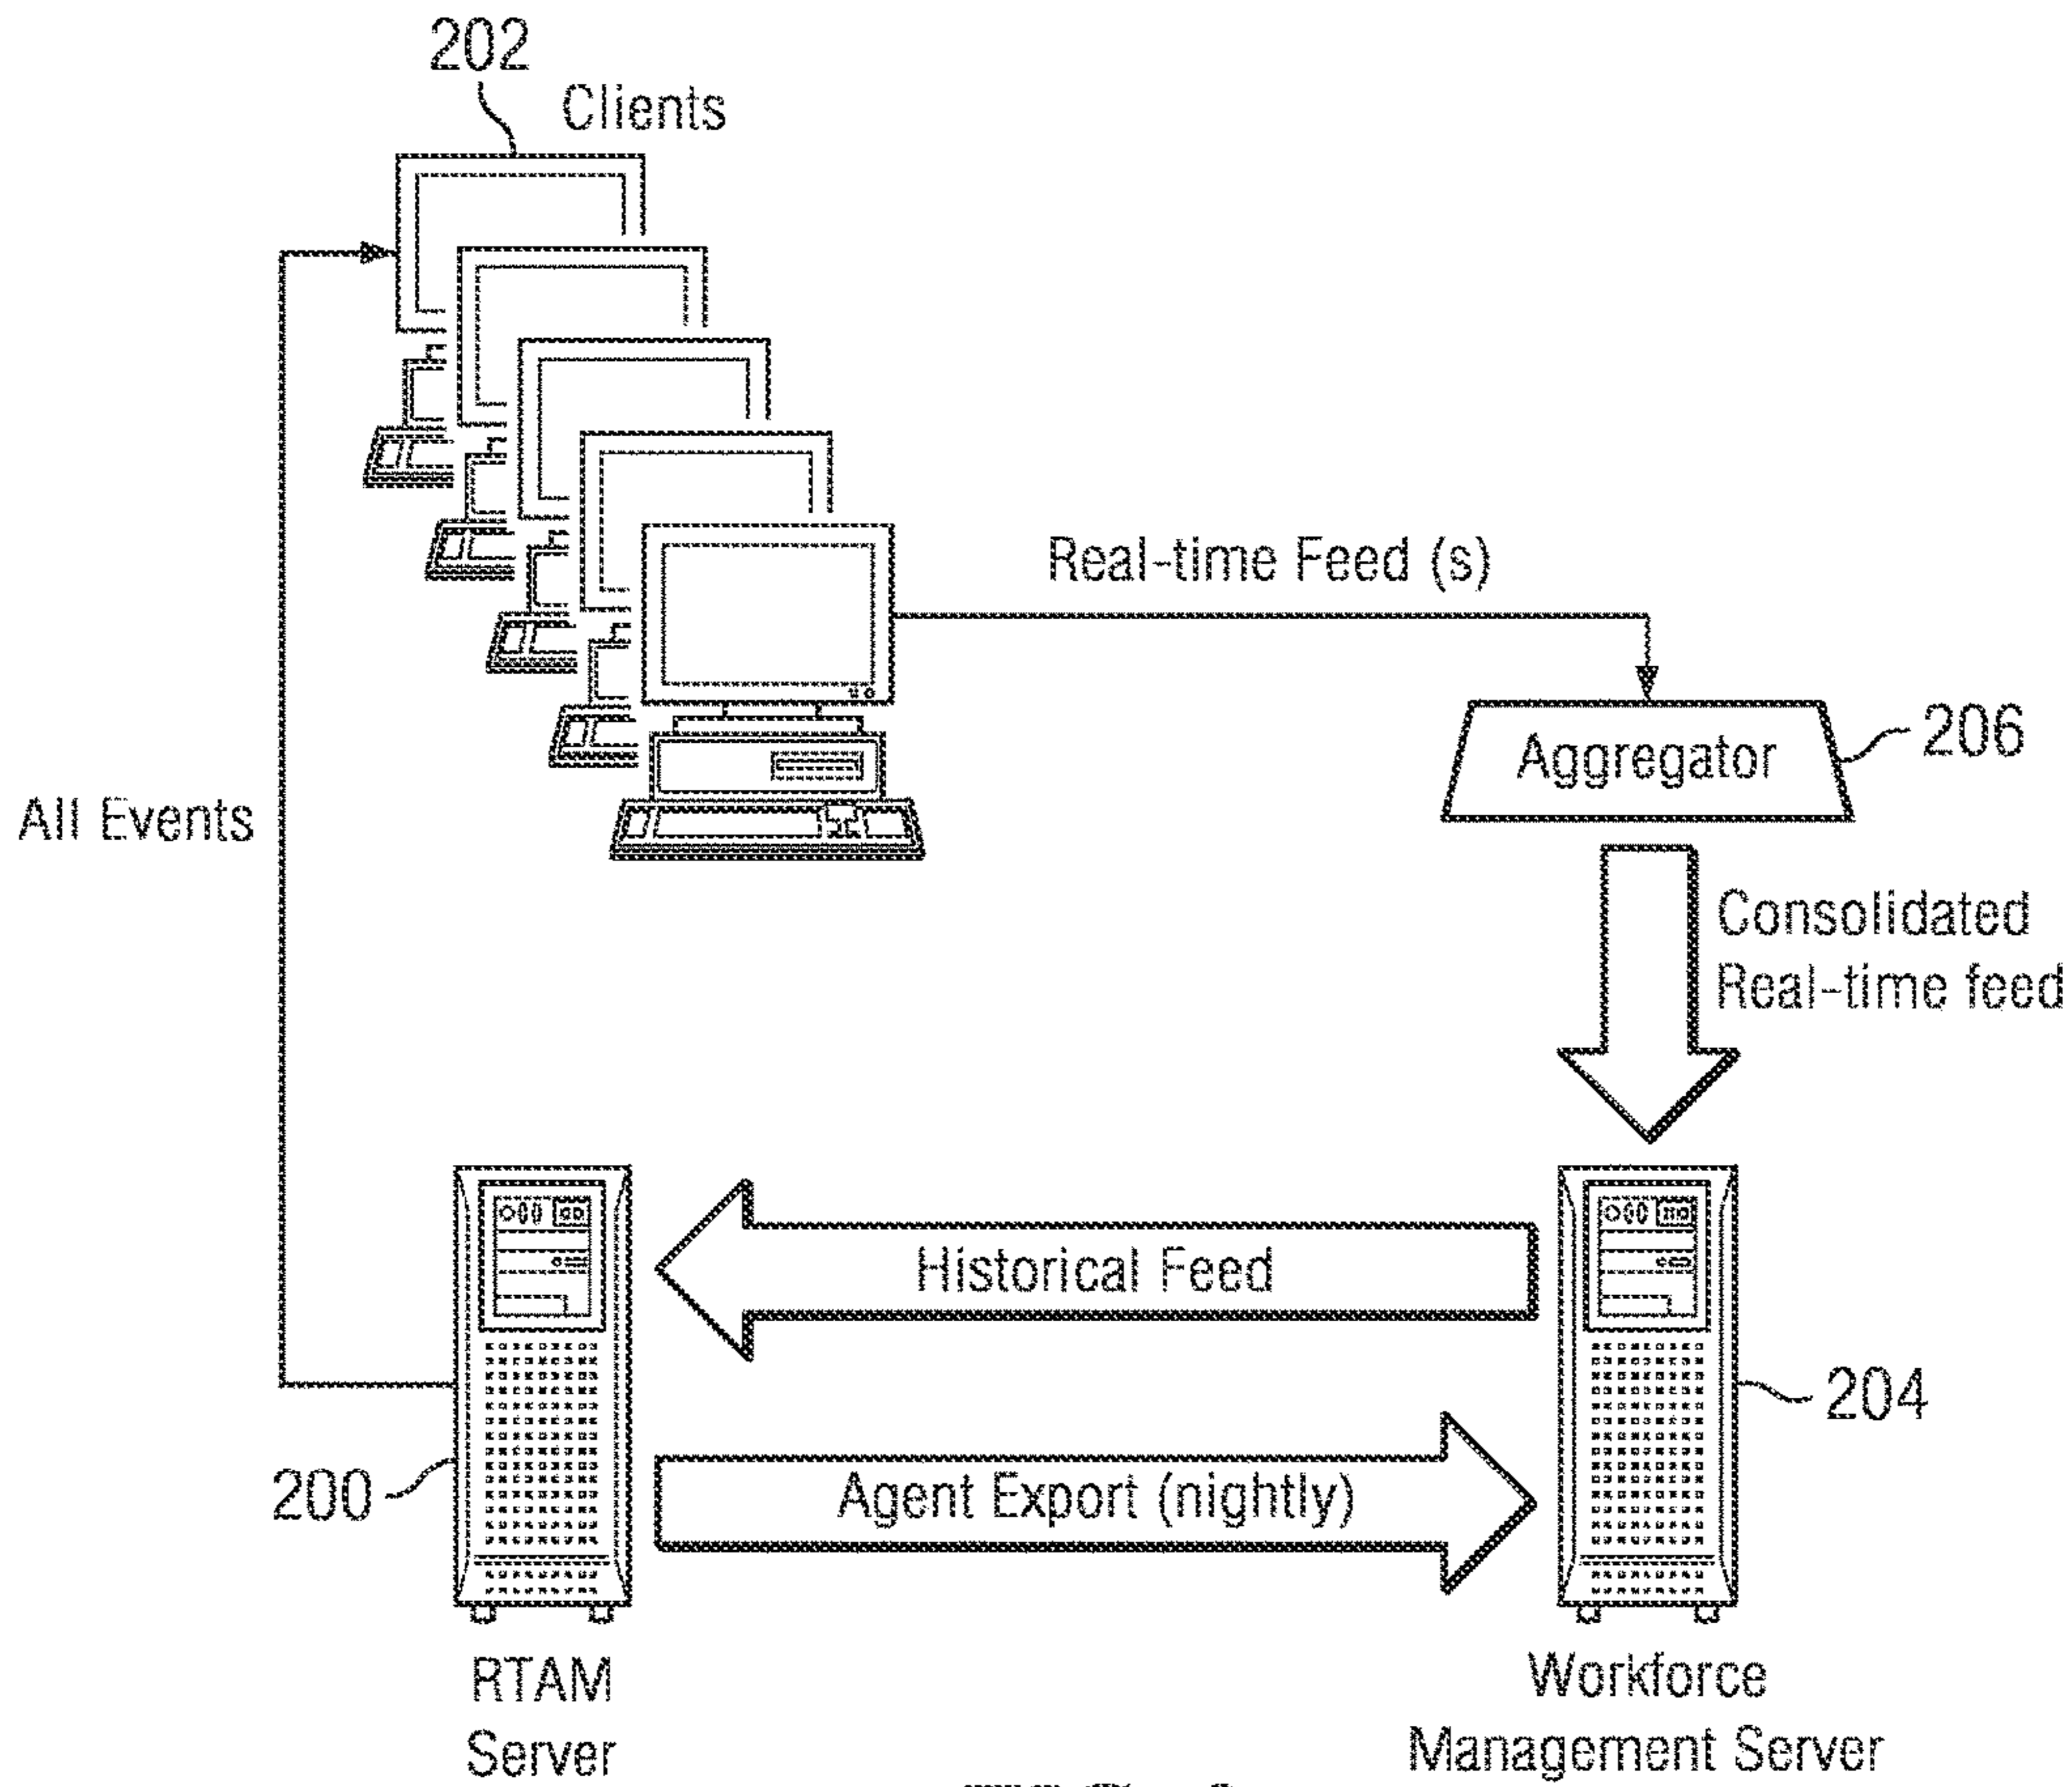 202
Clients
Real-time Feed (s)
Aggregator
206
All Events
Consolidated
Real-time feed
Historical Feed
204
200
Agent Export (nightly)
RTAM
Server
Workforce
Management Server